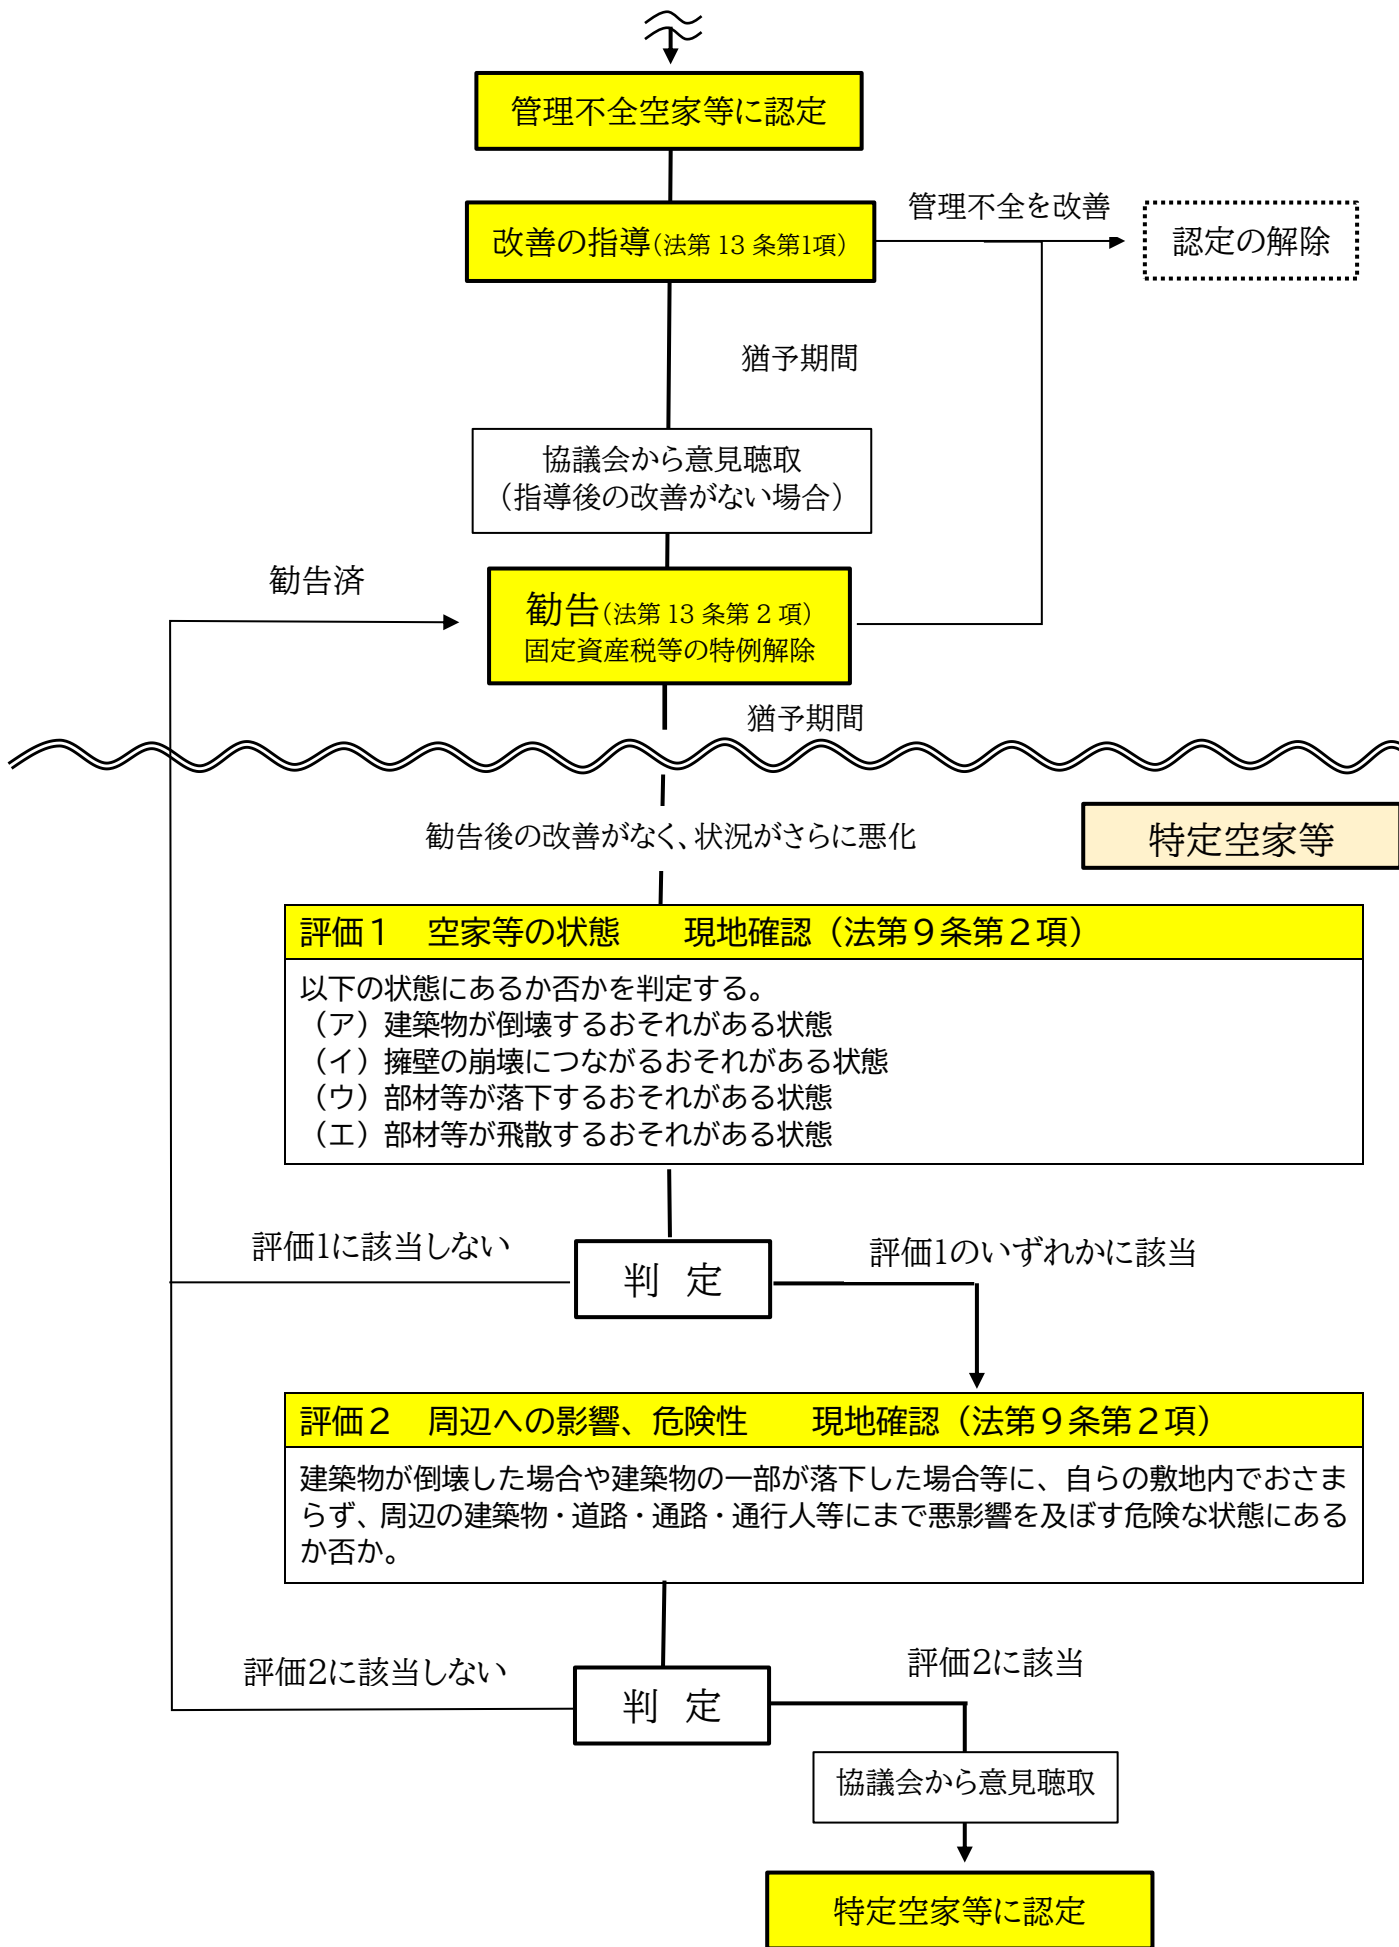 管理不全空家等に認定
管理不全を改善
改善の指導(法第 13 条第1項)
認定の解除
猶予期間
協議会から意見聴取
(指導後の改善がない場合)
勧告済
勧告(法第 13 条第 2 項)
固定資産税等の特例解除
猶予期間
勧告後の改善がなく、状況がさらに悪化
特定空家等
評価1 空家等の状態 現地確認(法第9条第2項)
以下の状態にあるか否かを判定する。
(ア)建築物が倒壊するおそれがある状態
(イ)擁壁の崩壊につながるおそれがある状態
(ウ)部材等が落下するおそれがある状態
(エ)部材等が飛散するおそれがある状態
評価1に該当しない
評価1のいずれかに該当
判 定
評価2 周辺への影響、危険性 現地確認(法第9条第2項)
建築物が倒壊した場合や建築物の一部が落下した場合等に、自らの敷地内でおさま
らず、周辺の建築物・道路・通路・通行人等にまで悪影響を及ぼす危険な状態にある
か否か。
評価2に該当しない
評価2に該当
判 定
協議会から意見聴取
特定空家等に認定